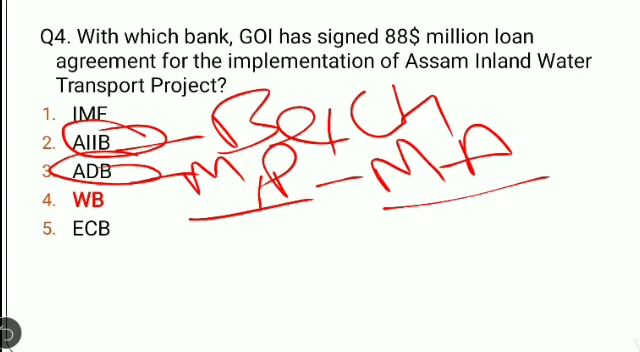 Q4. With which bank, GOI has signed 88$ million loan
agreement for the implementation of Assam Inland Water
Transport Project?
1. IMF
2. AIIB
3. ADB
4. WB
5. ECB